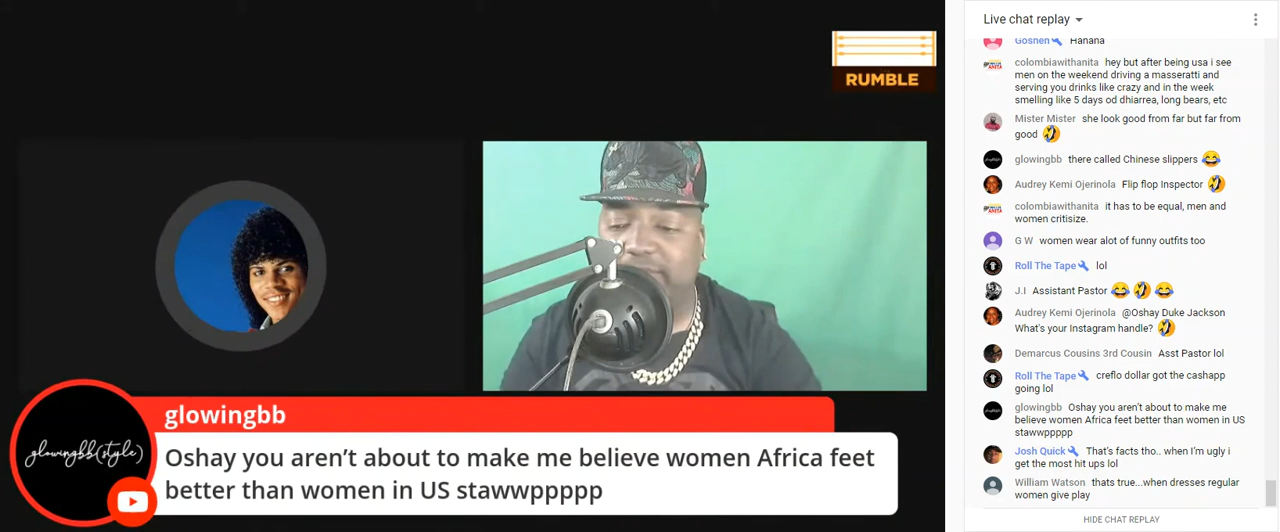 RUMBLE
glowingbb(style)
glowingbb
Oshay you aren't about to make me believe women Africa feet
better than women in US stawwppppp
Live chat replay
Goshen Hahaha
colombiawithanita hey but after being usa i see
men on the weekend driving a masseratti and
serving you drinks like crazy and in the week
smelling like 5 days od dhiarrea, long bears, etc
Mister Mister she look good from far but far from
good 🤣
glowingbb there called Chinese slippers 😂
Audrey Kemi Ojerinola Flip flop Inspector 🤣
colombiawithanita it has to be equal, men and
women critisize.
G W women wear alot of funny outfits too
Roll The Tape lol
J.I Assistant Pastor 😂🤣😂
Audrey Kemi Ojerinola @Oshay Duke Jackson
What's your Instagram handle? 🤣
Demarcus Cousins 3rd Cousin Asst Pastor lol
Roll The Tape creflo dollar got the cashapp
going lol
glowingbb Oshay you aren't about to make me
believe women Africa feet better than women in US
stawwppppp
Josh Quick That's facts tho.. when I'm ugly i
get the most hit ups lol
William Watson thats true...when dresses regular
women give play
HIDE CHAT REPLAY